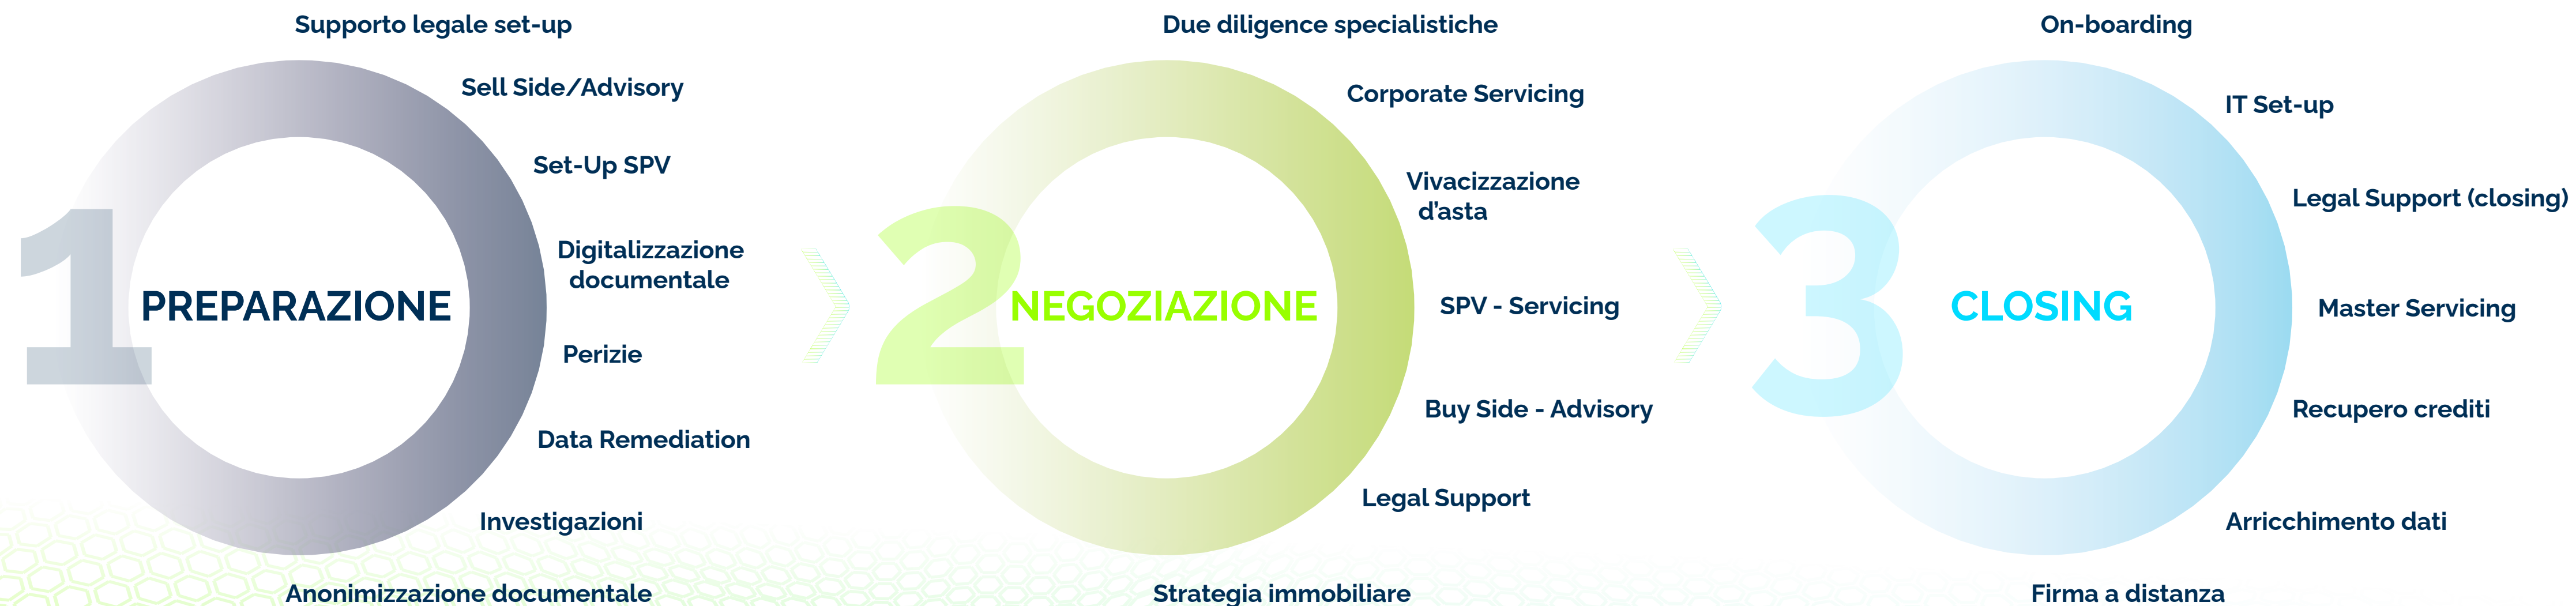 Supporto legale set-up
Sell Side/Advisory
Set-Up SPV
Digitalizzazione
documentale
1
PREPARAZIONE
Perizie
Data Remediation
Investigazioni
Anonimizzazione documentale
Due diligence specialistiche
Corporate Servicing
Vivacizzazione
d’asta
2
NEGOZIAZIONE
SPV - Servicing
Buy Side - Advisory
Legal Support
Strategia immobiliare
On-boarding
IT Set-up
Legal Support (closing)
3
CLOSING
Master Servicing
Recupero crediti
Arricchimento dati
Firma a distanza